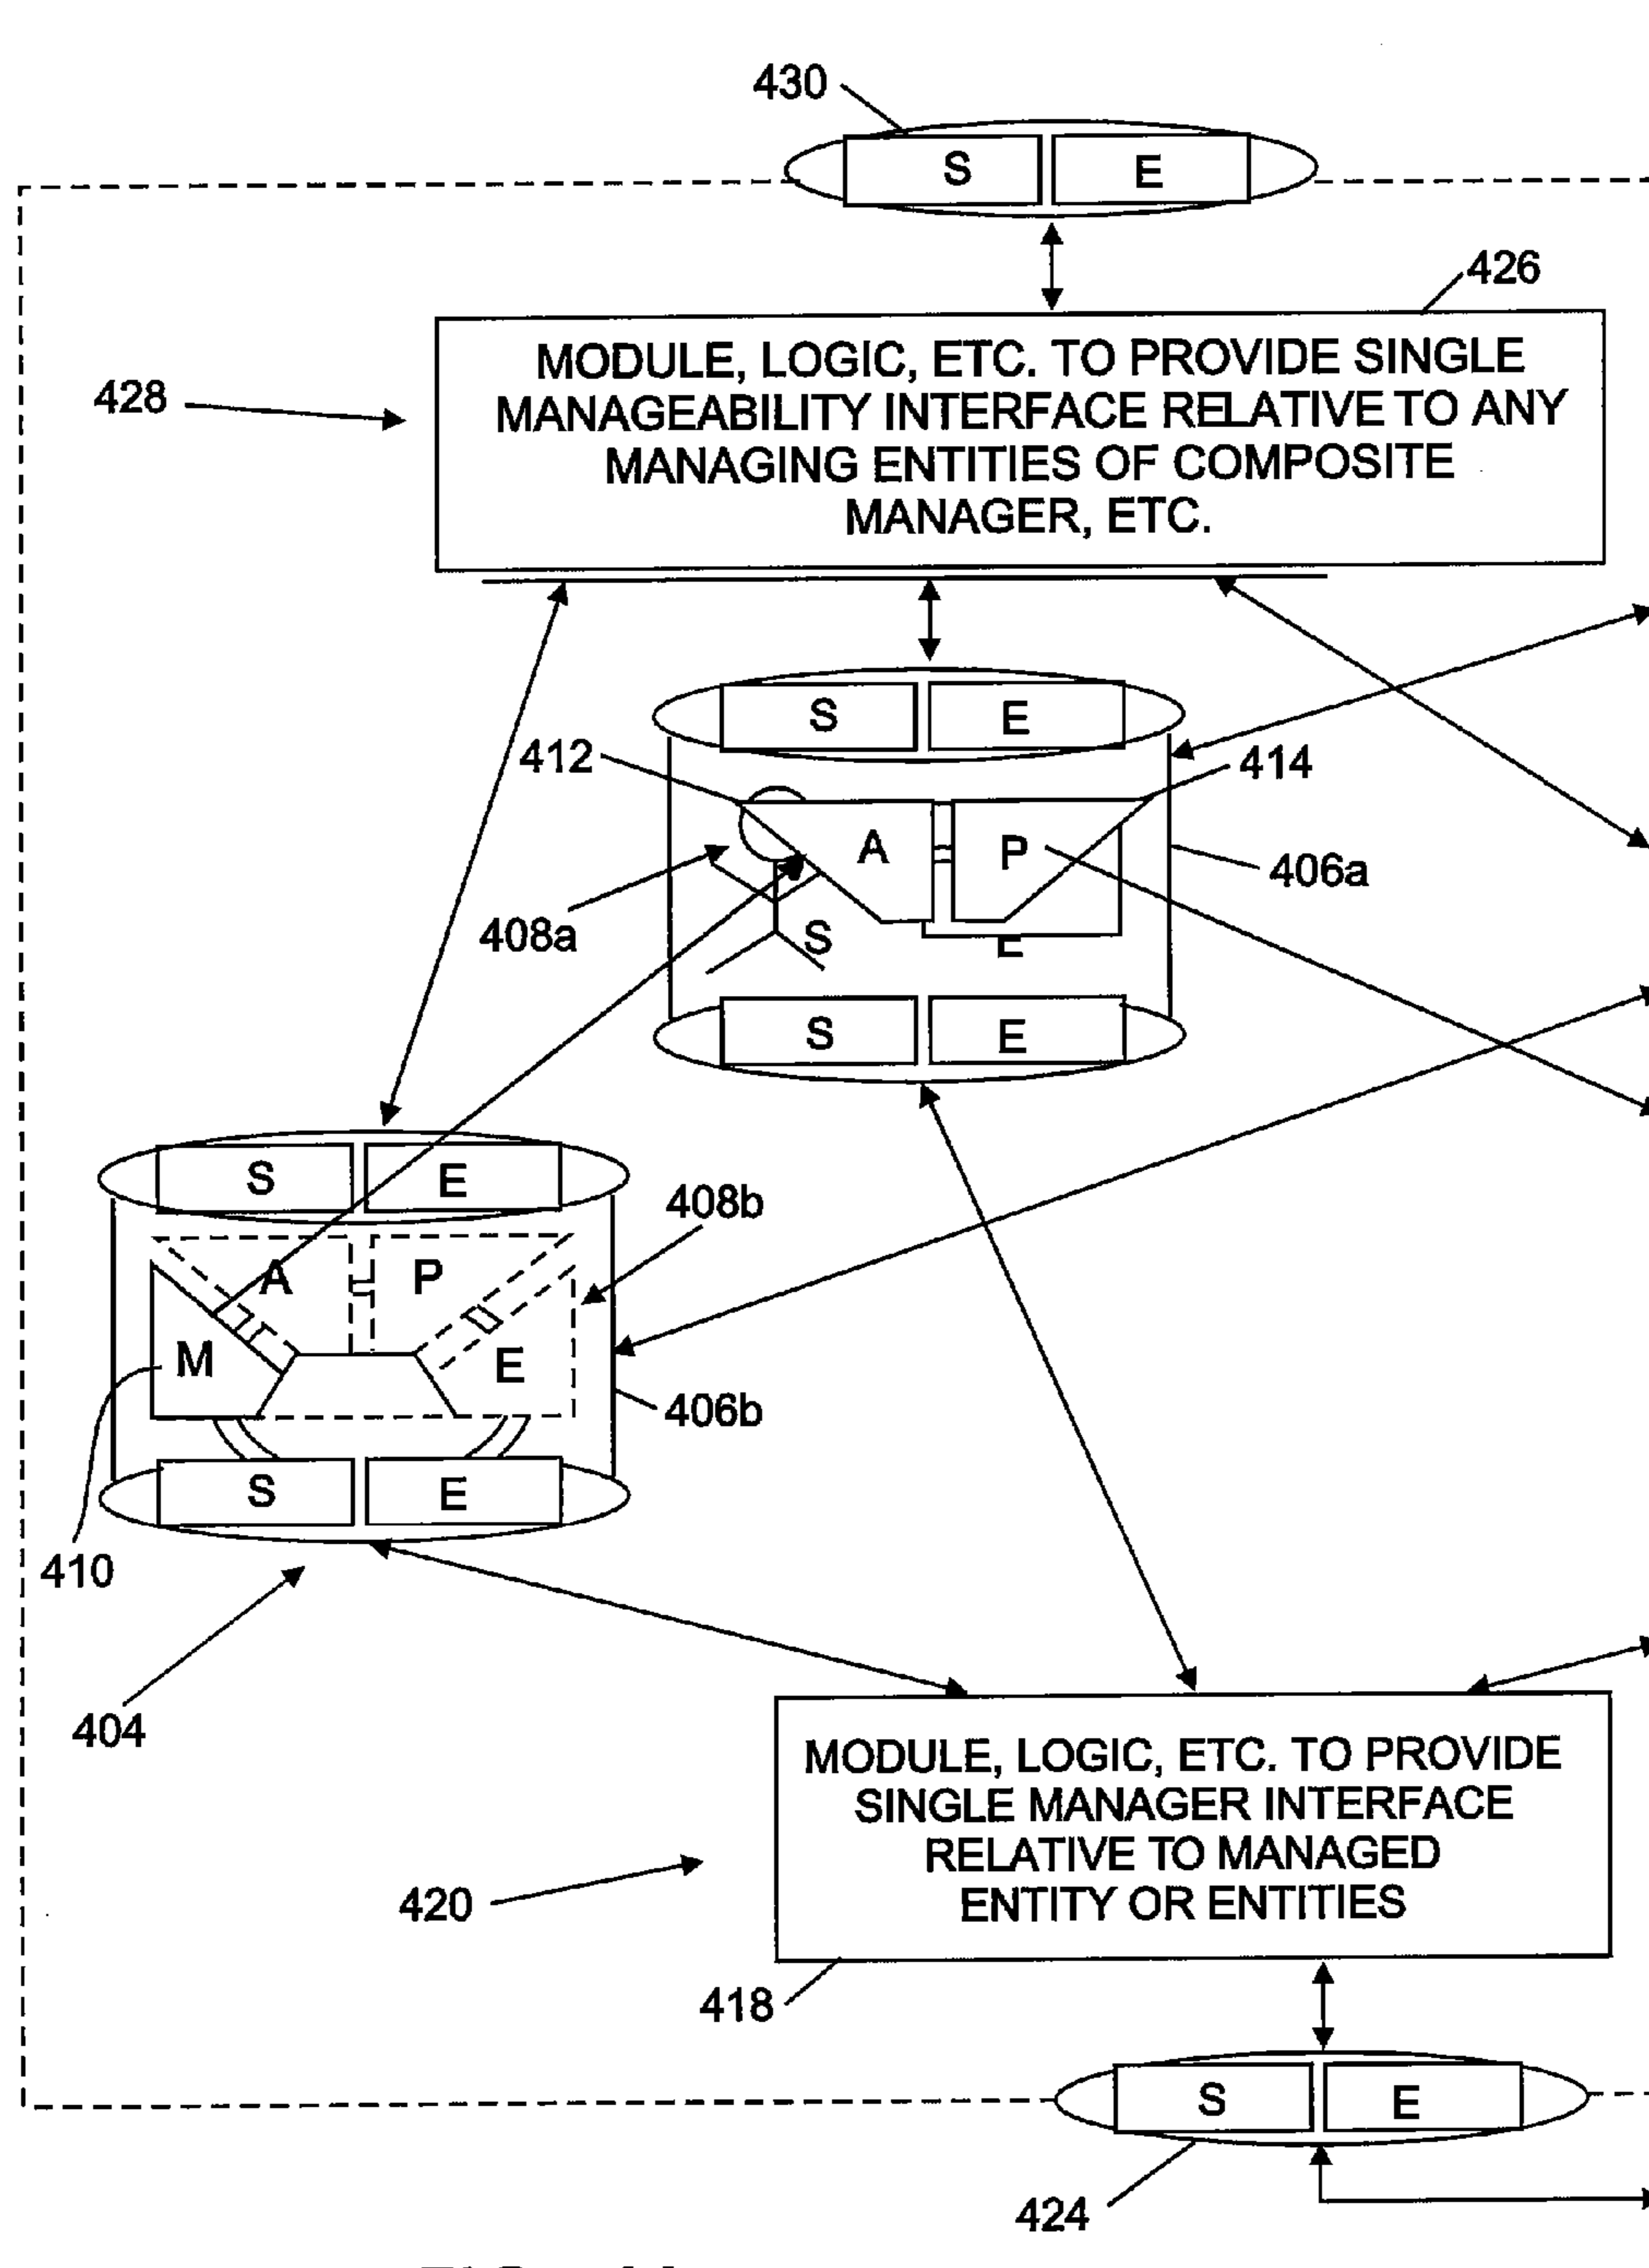 430
S E
426
MODULE, LOGIC, ETC. TO PROVIDE SINGLE
MANAGEABILITY INTERFACE RELATIVE TO ANY
MANAGING ENTITIES OF COMPOSITE
MANAGER, ETC.
428
S E
412
414
A P
406a
408a
S E
S E
S E
408b
A P
M E
406b
S E
410
404
MODULE, LOGIC, ETC. TO PROVIDE
SINGLE MANAGER INTERFACE
RELATIVE TO MANAGED
ENTITY OR ENTITIES
420
418
S E
424